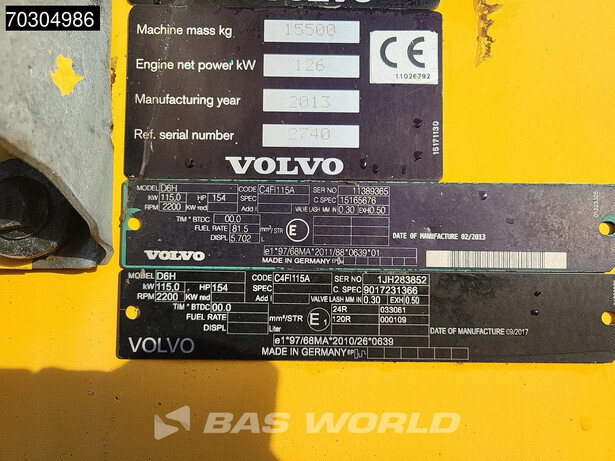 70304986
VOLVO
Machine mass kg 15500
Engine net power kW 126
Manufacturing year 2013
Ref. serial number 2740
CE
11026792
15171130
VOLVO
MODEL D6H CODE C4FI115A SER NO 11389365
kW 115,0 HP 154 SPEC C.SPEC 15165676
RPM 2200 KW red Add I VALVE LASH MM IN 0.30 EXH 0.50
TIM ° BTDC 00.0
FUEL RATE 81.5 mm³/STR E
DISPL 5.702 L
DATE OF MANUFACTURE 02/2013
VOLVO e1*97/68MA*2011/88*0639*01
MADE IN GERMANY
MODEL D6H CODE C4FI115A SER NO 1JH283852
kW 115,0 HP 154 SPEC C SPEC 9017231366
RPM 2200 KW red Add I VALVE LASH MM IN 0.30 EXH 0.50
TIM ° BTDC 00.0 24R 033061
FUEL RATE mm³/STR E1 120R 000109
DISPL Liter
DATE OF MANUFACTURE 09/2017
VOLVO e1*97/68MA*2010/26*0639
MADE IN GERMANY EP
BAS WORLD